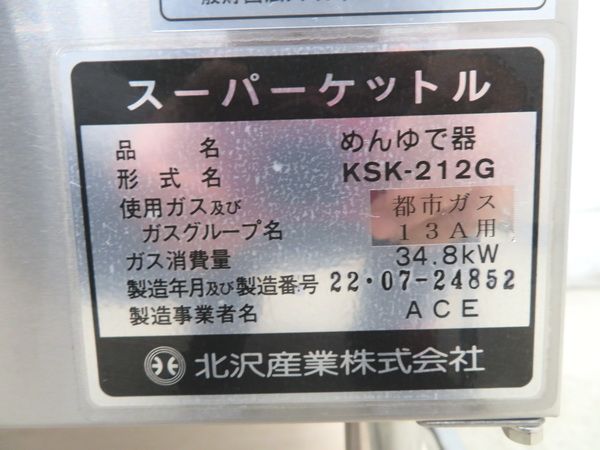 スーパーケットル
品 名 めんゆで器
形 式 名 KSK-212G
使用ガス及び 都市ガス
ガスグループ名 13A用
ガス消費量 34.8kW
製造年月及び製造番号 22・07-24852
製造事業者名 ACE
北沢産業株式会社